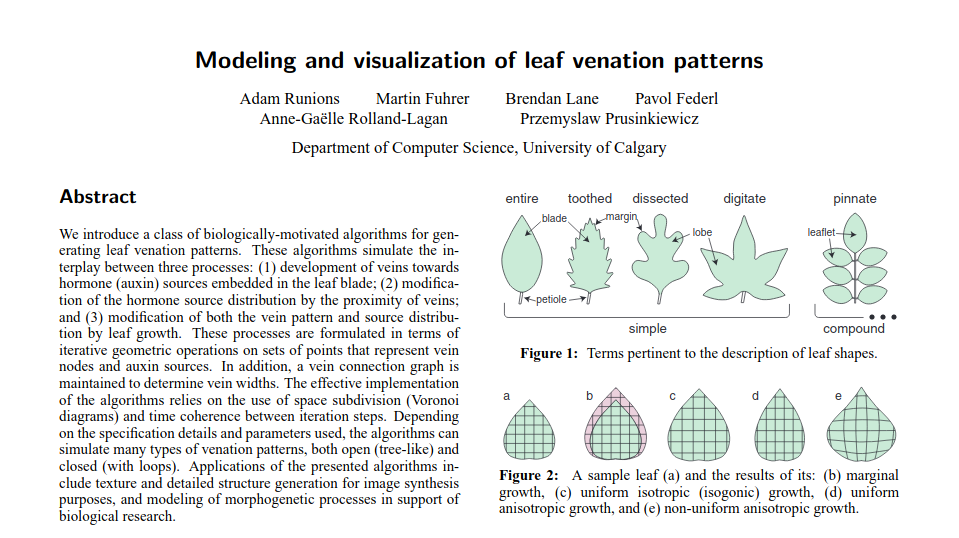 Modeling and visualization of leaf venation patterns
Adam Runions Martin Fuhrer Brendan Lane Pavol Federl
Anne-Gaëlle Rolland-Lagan Przemyslaw Prusinkiewicz
Department of Computer Science, University of Calgary
Abstract
We introduce a class of biologically-motivated algorithms for gen-
erating leaf venation patterns. These algorithms simulate the in-
terplay between three processes: (1) development of veins towards
hormone (auxin) sources embedded in the leaf blade; (2) modifica-
tion of the hormone source distribution by the proximity of veins;
and (3) modification of both the vein pattern and source distribu-
tion by leaf growth. These processes are formulated in terms of
iterative geometric operations on sets of points that represent vein
nodes and auxin sources. In addition, a vein connection graph is
maintained to determine vein widths. The effective implementation
of the algorithms relies on the use of space subdivision (Voronoi
diagrams) and time coherence between iteration steps. Depending
on the specification details and parameters used, the algorithms can
simulate many types of venation patterns, both open (tree-like) and
closed (with loops). Applications of the presented algorithms in-
clude texture and detailed structure generation for image synthesis
purposes, and modeling of morphogenetic processes in support of
biological research.
entire toothed dissected digitate pinnate
blade margin lobe leaflet
petiole
simple compound
Figure 1: Terms pertinent to the description of leaf shapes.
a b c d e
Figure 2: A sample leaf (a) and the results of its: (b) marginal
growth, (c) uniform isotropic (isogonic) growth, (d) uniform
anisotropic growth, and (e) non-uniform anisotropic growth.